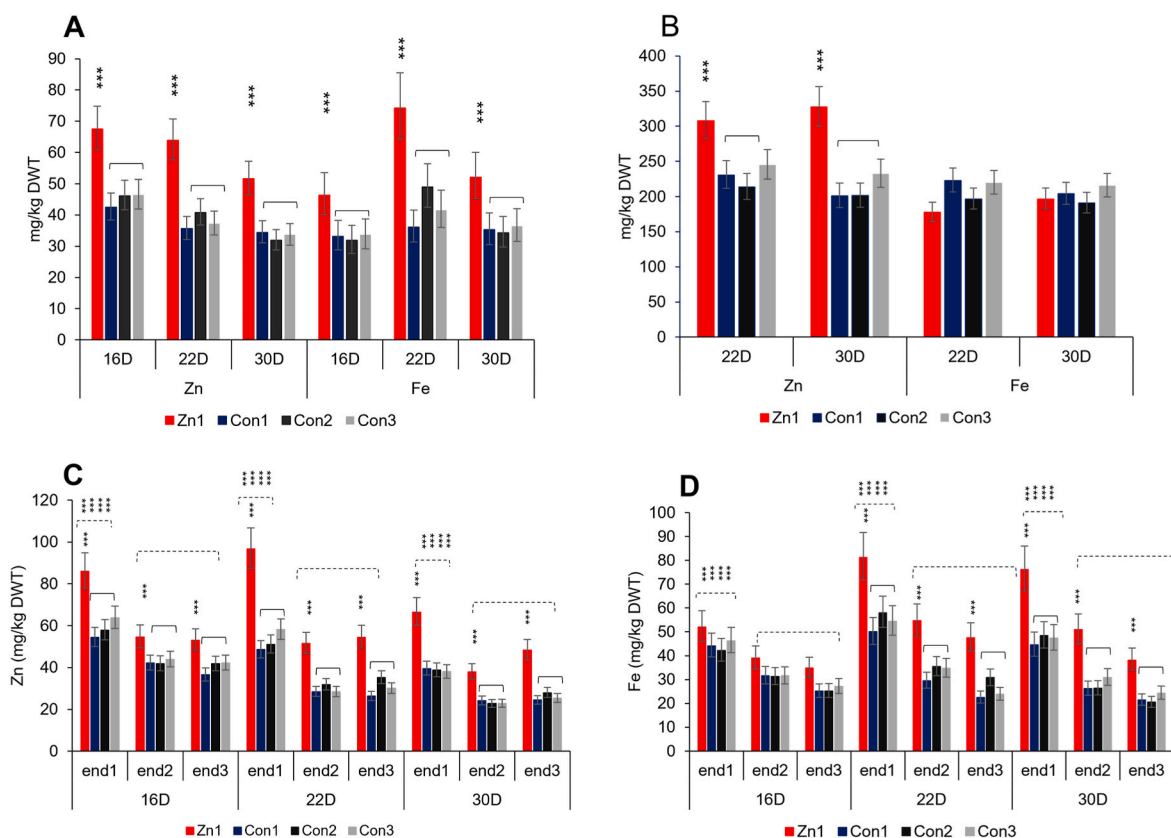 A
mg/kg DWT
90
80
70
60
50
40
30
20
10
0
*** *** *** *** *** ***
16D 22D 30D 16D 22D 30D
Zn Fe
Zn1 Con1 Con2 Con3
B
mg/kg DWT
400
350
300
250
200
150
100
50
0
*** ***
22D 30D 22D 30D
Zn Fe
Zn1 Con1 Con2 Con3
C
Zn (mg/kg DWT)
120
100
80
60
40
20
0
*** *** *** ***
*** *** ***
*** *** *** ***
*** *** ***
*** *** *** ***
*** *** ***
end1 end2 end3 end1 end2 end3 end1 end2 end3
16D 22D 30D
Zn1 Con1 Con2 Con3
D
Fe (mg/kg DWT)
100
90
80
70
60
50
40
30
20
10
0
*** *** *** ***
*** *** *** ***
*** *** ***
*** *** *** ***
*** *** ***
end1 end2 end3 end1 end2 end3 end1 end2 end3
16D 22D 30D
Zn1 Con1 Con2 Con3